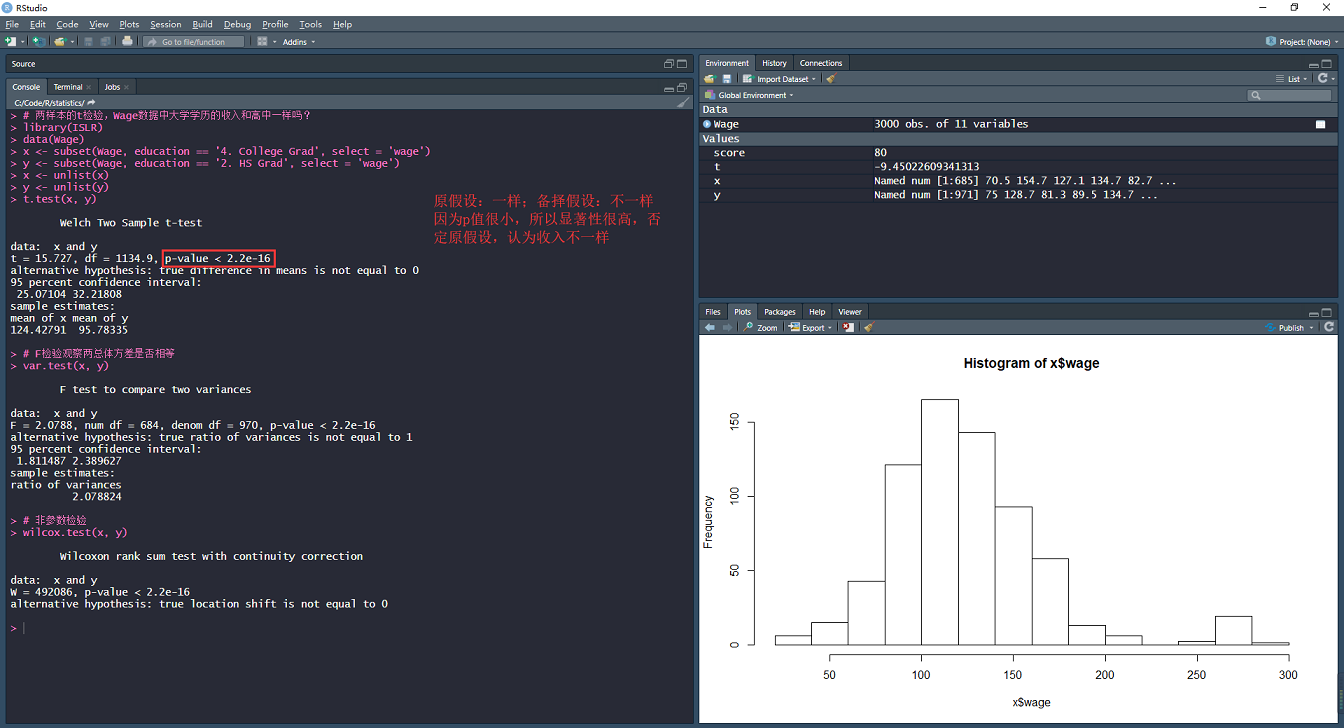 RStudio
File Edit Code View Plots Session Build Debug Profile Tools Help
Go to file/function Addins Project: (None)
Source
Console Terminal Jobs
C:/Code/R/statistics/
> # 两样本的t检验，Wage数据中大学学历的收入和高中一样吗？
> library(ISLR)
> data(Wage)
> x <- subset(Wage, education == '4. College Grad', select = 'wage')
> y <- subset(Wage, education == '2. HS Grad', select = 'wage')
> x <- unlist(x)
> y <- unlist(y)
> t.test(x, y)
Welch Two Sample t-test
data:  x and y
t = 15.727, df = 1134.9, p-value < 2.2e-16
alternative hypothesis: true difference in means is not equal to 0
95 percent confidence interval:
25.07104 32.21808
sample estimates:
mean of x mean of y
124.42791  95.78335
原假设：一样；备择假设：不一样
因为p值很小，所以显著性很高，否
定原假设，认为收入不一样
> # F检验观察两总体方差是否相等
> var.test(x, y)
F test to compare two variances
data:  x and y
F = 2.0788, num df = 684, denom df = 970, p-value < 2.2e-16
alternative hypothesis: true ratio of variances is not equal to 1
95 percent confidence interval:
1.811487 2.389627
sample estimates:
ratio of variances
2.078824
> # 非参数检验
> wilcox.test(x, y)
Wilcoxon rank sum test with continuity correction
data:  x and y
W = 492086, p-value < 2.2e-16
alternative hypothesis: true location shift is not equal to 0
>
Environment History Connections
Import Dataset List
Global Environment
Data
Wage 3000 obs. of 11 variables
Values
score 80
t -9.45022609341313
x Named num [1:685] 70.5 154.7 127.1 134.7 82.7 ...
y Named num [1:971] 75 128.7 81.3 89.5 134.7 ...
Files Plots Packages Help Viewer
Zoom Export Publish
Histogram of x$wage
Frequency
150
100
50
0
50 100 150 200 250 300
x$wage